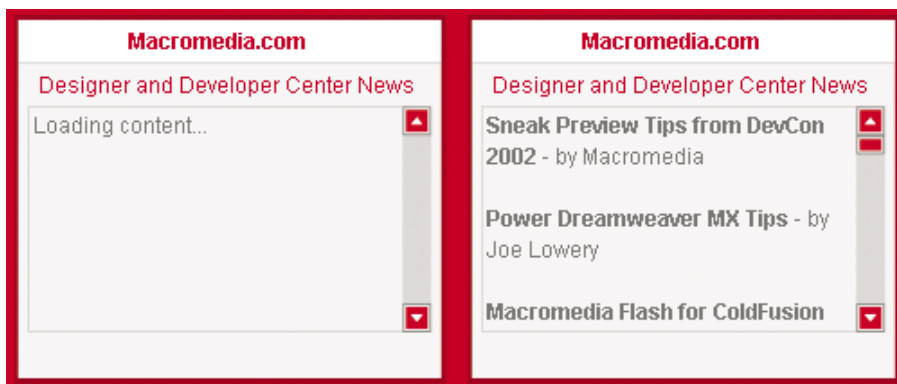 Macromedia.com
Designer and Developer Center News
Loading content...
Macromedia.com
Designer and Developer Center News
Sneak Preview Tips from DevCon
2002 - by Macromedia
Power Dreamweaver MX Tips - by
Joe Lowery
Macromedia Flash for ColdFusion